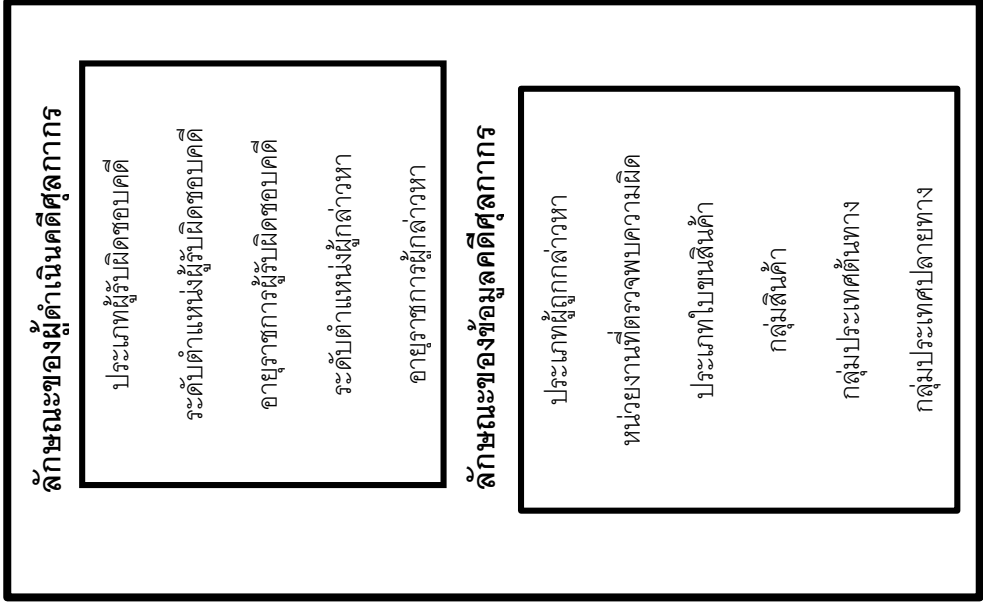 ลักษณะของผู้ดำเนินคดีศุลกากร
ประเภทผู้รับผิดชอบคดี
ระดับตำแหน่งผู้รับผิดชอบคดี
อายุราชการผู้รับผิดชอบคดี
ระดับตำแหน่งผู้กล่าวหา
อายุราชการผู้กล่าวหา
ลักษณะของข้อมูลคดีศุลกากร
ประเภทผู้ถูกกล่าวหา
หน่วยงานที่ตรวจพบความผิด
ประเภทใบขนสินค้า
กลุ่มสินค้า
กลุ่มประเทศต้นทาง
กลุ่มประเทศปลายทาง